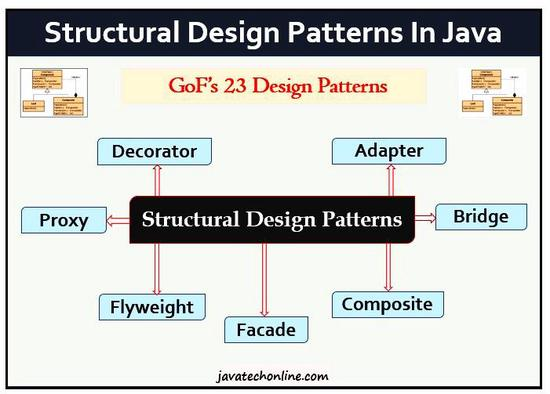 Structural Design Patterns In Java
GoF's 23 Design Patterns
Decorator
Adapter
Proxy
Structural Design Patterns
Bridge
Flyweight
Composite
Facade
javatechonline.com